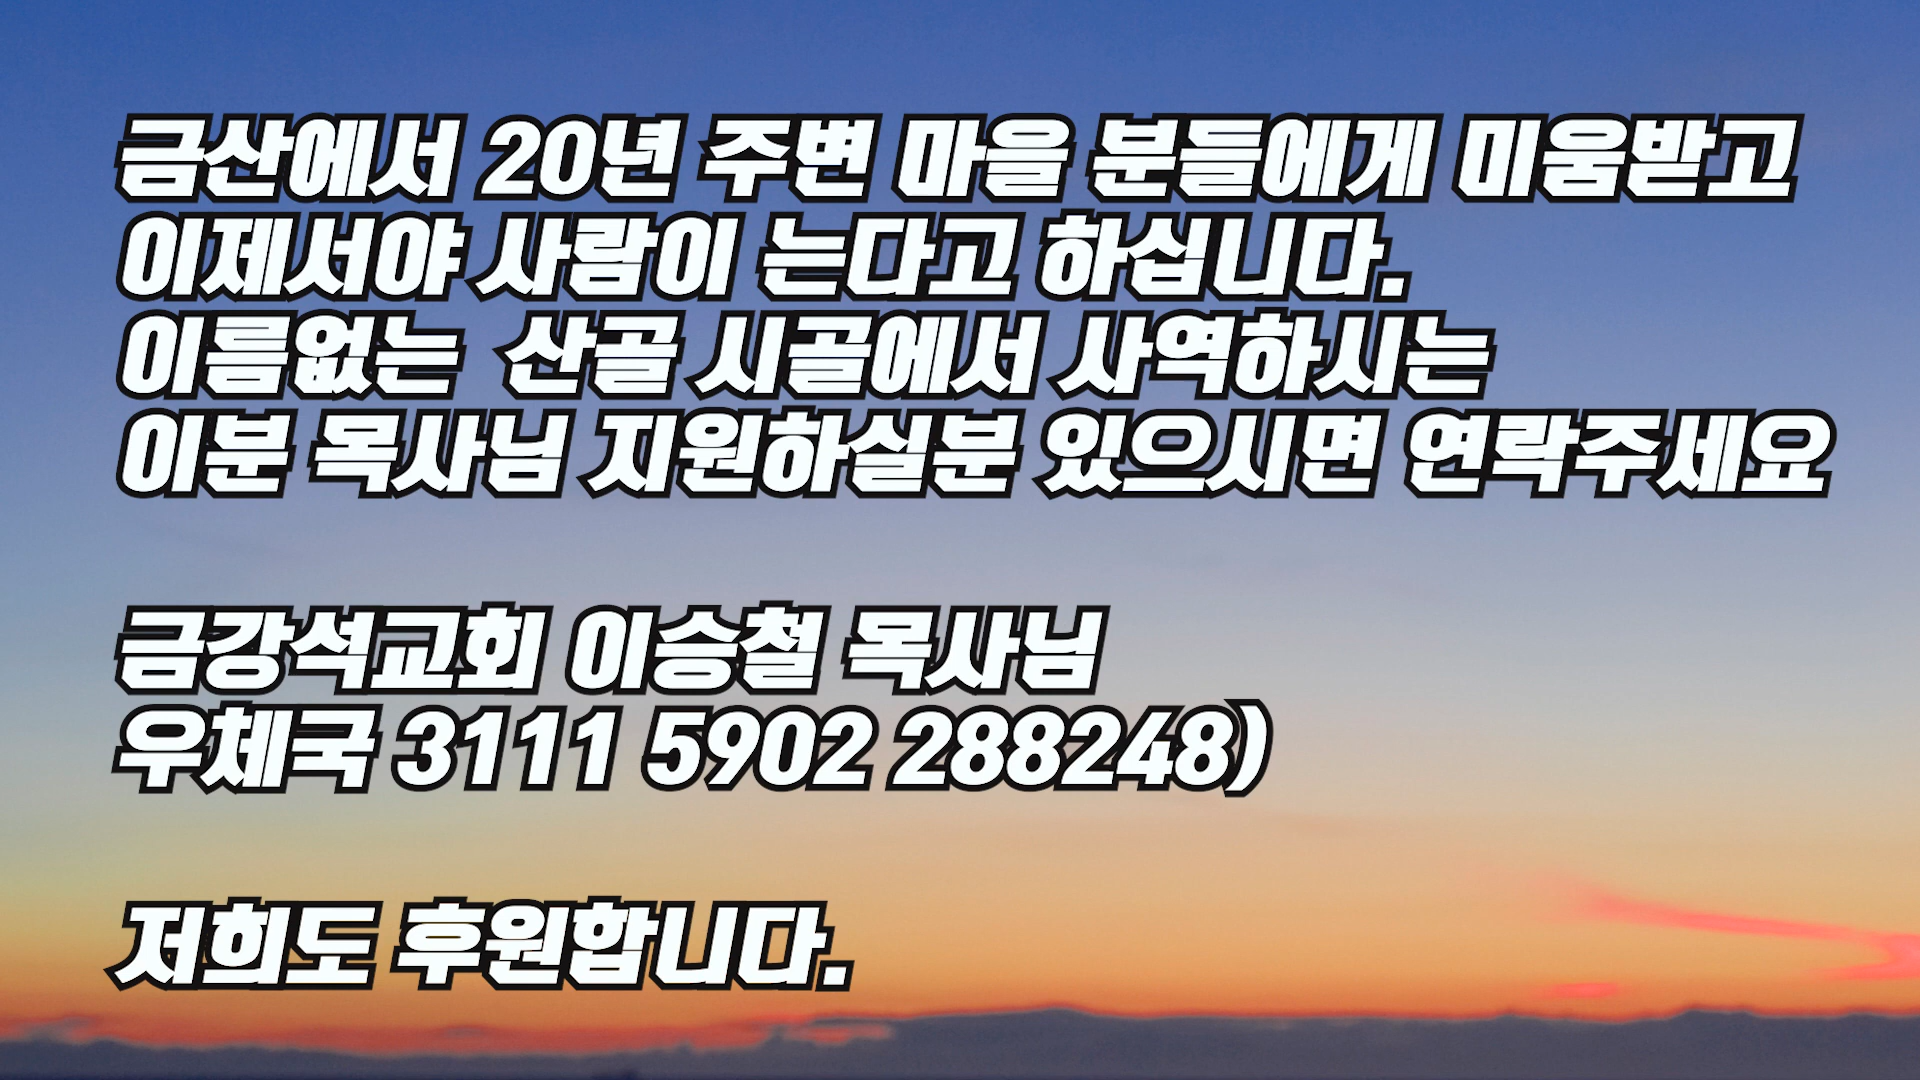 금산에서 20년 주변 마을 분들에게 미움받고
이제서야 사람이 는다고 하십니다.
이름없는 산골 시골에서 사역하시는
이분 목사님 지원하실분 있으시면 연락주세요
금강석교회 이승철 목사님
우체국 3111 5902 288248)
저희도 후원합니다.